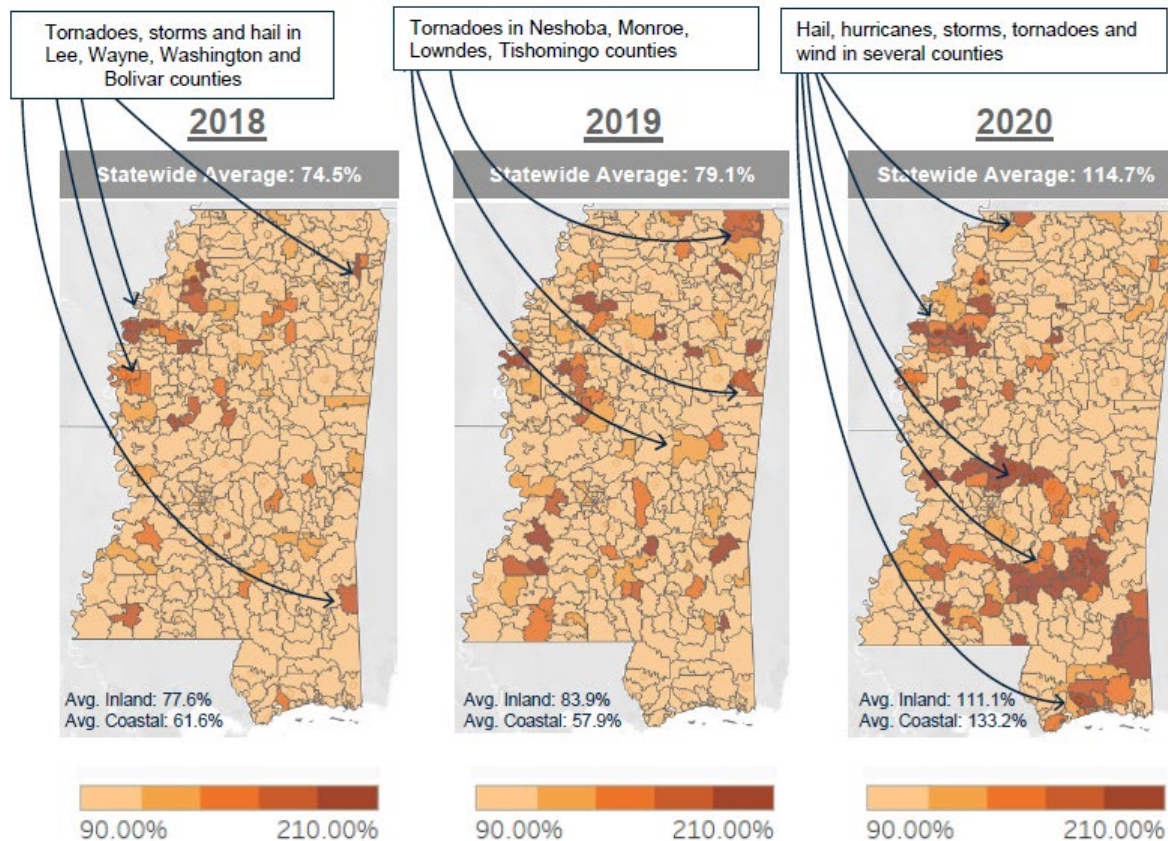 Tornadoes, storms and hail in
Lee, Wayne, Washington and
Bolivar counties
Tornadoes in Neshoba, Monroe,
Lowndes, Tishomingo counties
Hail, hurricanes, storms, tornadoes and
wind in several counties
2018
Statewide Average: 74.5%
Avg. Inland: 77.6%
Avg. Coastal: 61.6%
90.00%
210.00%
2019
Statewide Average: 79.1%
Avg. Inland: 83.9%
Avg. Coastal: 57.9%
90.00%
210.00%
2020
Statewide Average: 114.7%
Avg. Inland: 111.1%
Avg. Coastal: 133.2%
90.00%
210.00%